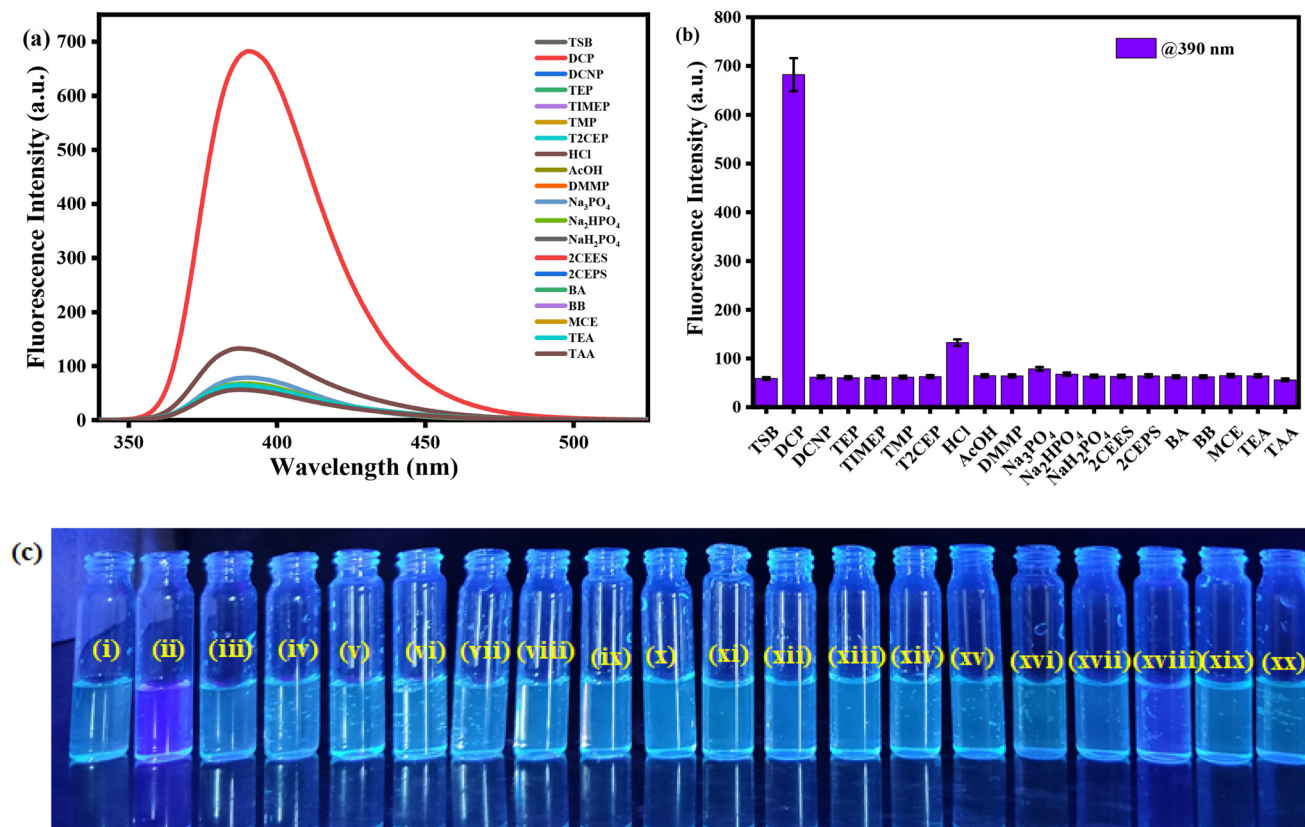 (a)
Fluorescence Intensity (a.u.)
700
600
500
400
300
200
100
0
350
400
450
500
Wavelength (nm)
TSB
DCP
DCNP
TEP
TIMEP
TMP
T2CEP
HCl
AcOH
DMMP
Na₃PO₄
Na₂HPO₄
NaH₂PO₄
2CEES
2CEPS
BA
BB
MCE
TEA
TAA
(b)
Fluorescence Intensity (a.u.)
800
700
600
500
400
300
200
100
0
@390 nm
TSB
DCP
DCNP
TEP
TIMEP
TMP
T2CEP
HCl
AcOH
DMMP
Na₃PO₄
Na₂HPO₄
NaH₂PO₄
2CEES
2CEPS
BA
BB
MCE
TEA
TAA
(c)
(i) (ii) (iii) (iv) (v) (vi) (vii) (viii) (ix) (x) (xi) (xii) (xiii) (xiv) (xv) (xvi) (xvii) (xviii) (xix) (xx)